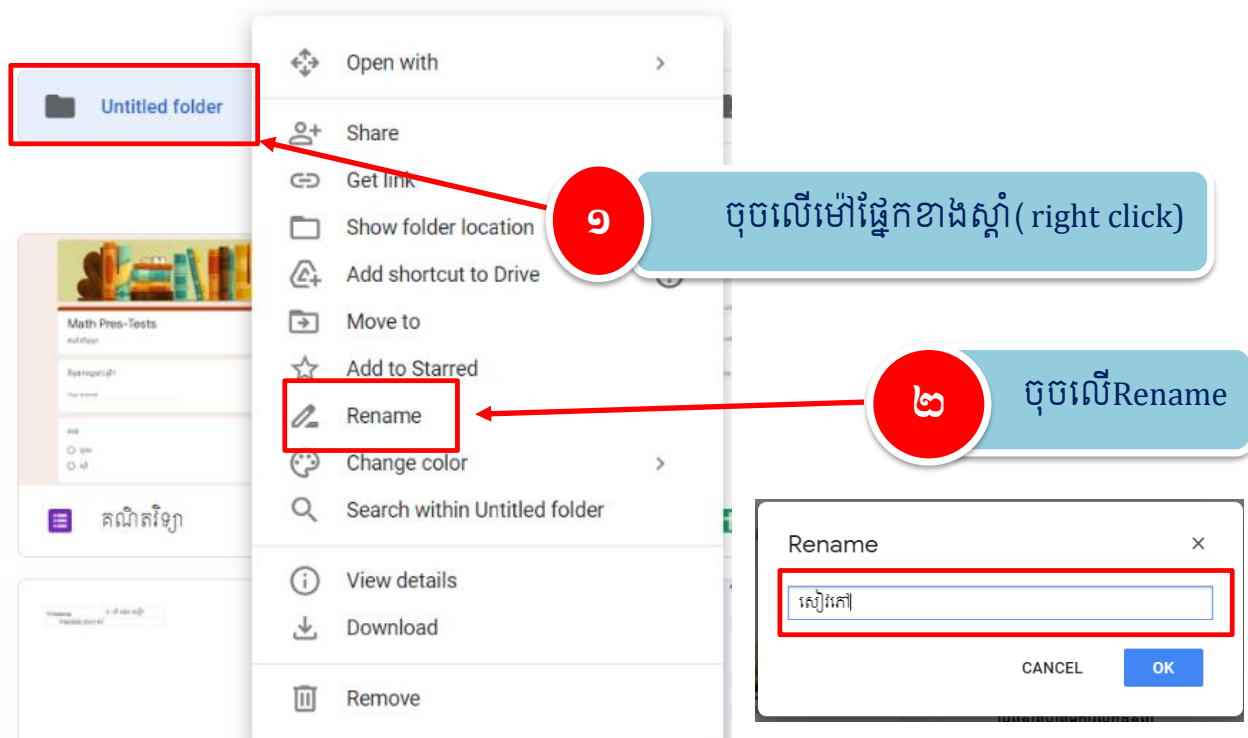 Untitled folder
Open with
Share
Get link
Show folder location
Add shortcut to Drive
Move to
Add to Starred
Rename
Change color
Search within Untitled folder
View details
Download
Remove
១
ចុចលើម៉ៅផ្នែកខាងស្តាំ( right click)
២
ចុចលើRename
Math Pres-Tests
គណិតវិទ្យា
Rename
សៀវភៅ
CANCEL
OK